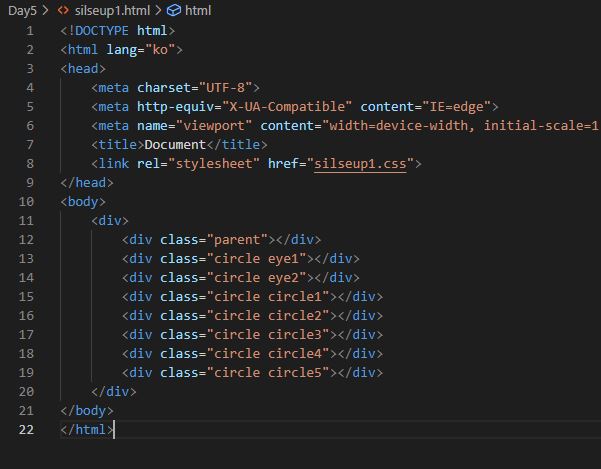 Day5 > silseup1.html > html
1 <!DOCTYPE html>
2 <html lang="ko">
3 <head>
4 <meta charset="UTF-8">
5 <meta http-equiv="X-UA-Compatible" content="IE=edge">
6 <meta name="viewport" content="width=device-width, initial-scale=1
7 <title>Document</title>
8 <link rel="stylesheet" href="silseup1.css">
9 </head>
10 <body>
11 <div>
12 <div class="parent"></div>
13 <div class="circle eye1"></div>
14 <div class="circle eye2"></div>
15 <div class="circle circle1"></div>
16 <div class="circle circle2"></div>
17 <div class="circle circle3"></div>
18 <div class="circle circle4"></div>
19 <div class="circle circle5"></div>
20 </div>
21 </body>
22 </html>